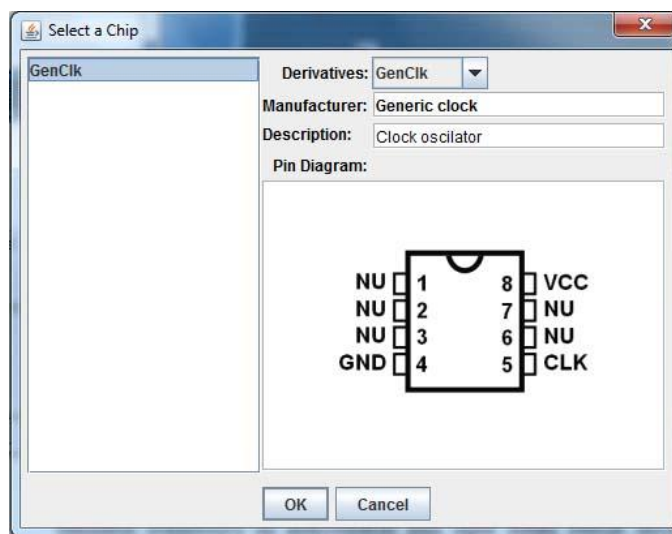 Select a Chip
GenClk
Derivatives: GenClk
Manufacturer: Generic clock
Description: Clock oscilator
Pin Diagram:
NU 1 8 VCC
NU 2 7 NU
NU 3 6 NU
GND 4 5 CLK
OK Cancel